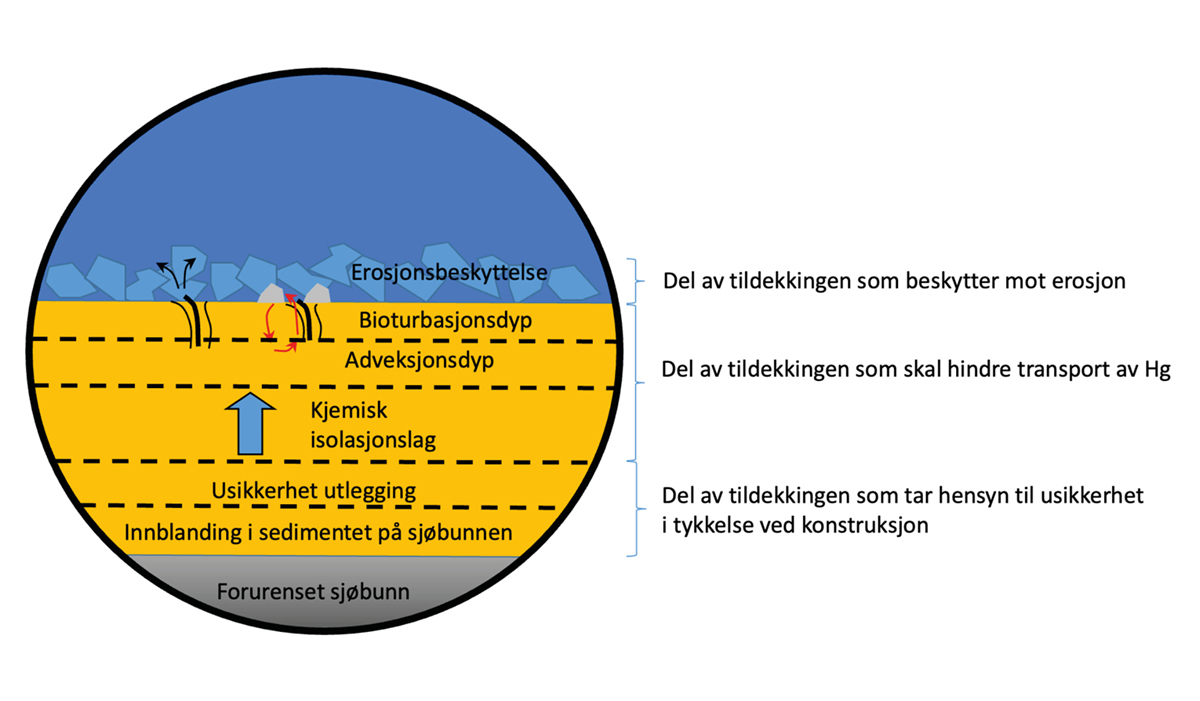 Erosjonsbeskyttelse
Del av tildekkingen som beskytter mot erosjon
Bioturbasjonsdyp
Adveksjonsdyp
Del av tildekkingen som skal hindre transport av Hg
Kjemisk
isolasjonslag
Usikkerhet utlegging
Del av tildekkingen som tar hensyn til usikkerhet
i tykkelse ved konstruksjon
Innblanding i sedimentet på sjøbunnen
Forurenset sjøbunn